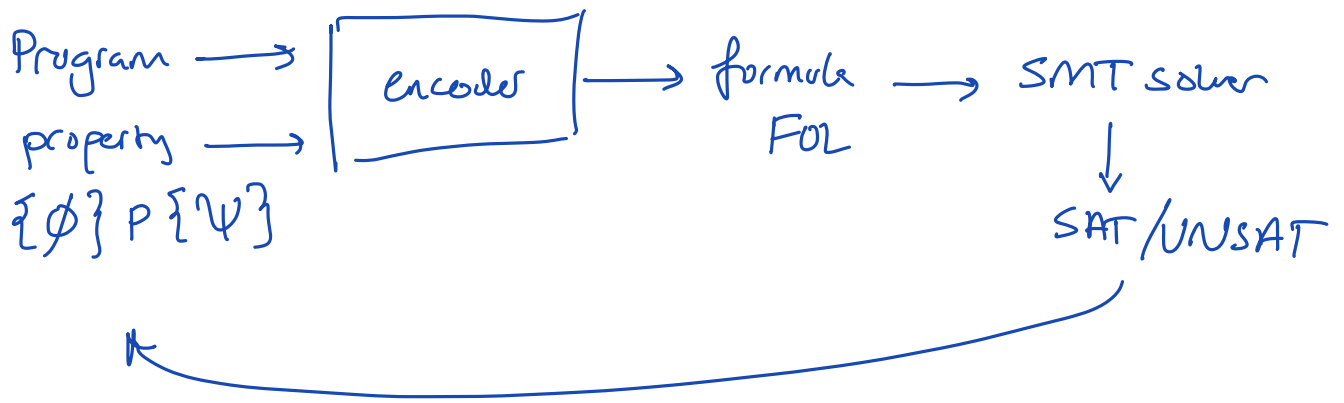 Program
encoder
formula
FOL
SMT solver
property
{ϕ} P {Ψ}
SAT/UNSAT